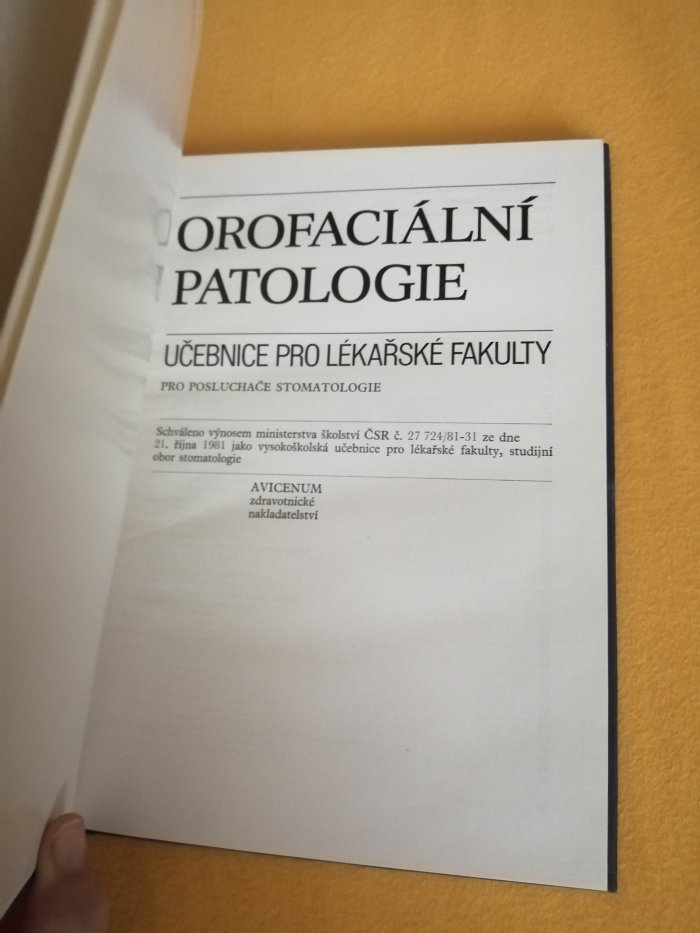 OROFACIÁLNÍ
PATOLOGIE
UČEBNICE PRO LÉKAŘSKÉ FAKULTY
PRO POSLUCHAČE STOMATOLOGIE
Schváleno výnosem ministerstva školství ČSR č. 27 724/81-31 ze dne
21. října 1981 jako vysokoškolská učebnice pro lékařské fakulty, studijní
obor stomatologie
AVICENUM
zdravotnické
nakladatelství